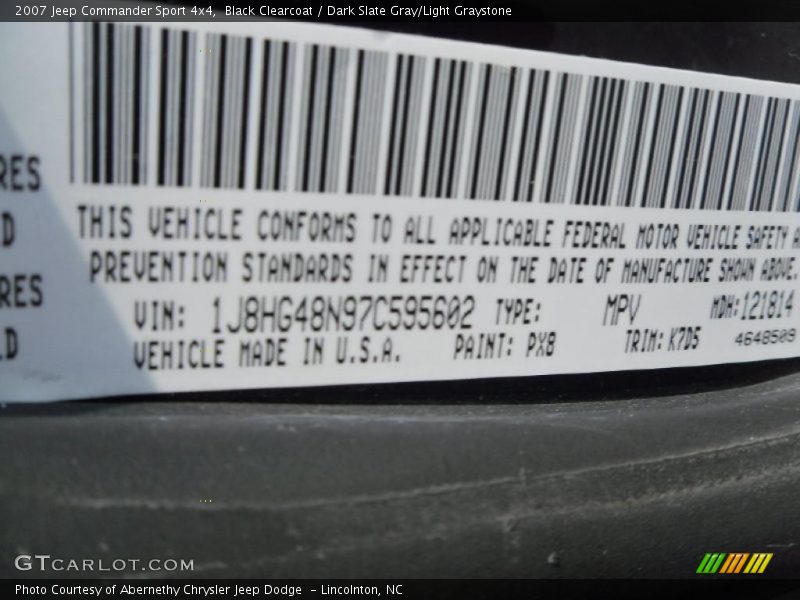 2007 Jeep Commander Sport 4x4, Black Clearcoat / Dark Slate Gray/Light Graystone
RES
D
RES
LD
THIS VEHICLE CONFORMS TO ALL APPLICABLE FEDERAL MOTOR VEHICLE SAFETY A
PREVENTION STANDARDS IN EFFECT ON THE DATE OF MANUFACTURE SHOWN ABOVE.
VIN: 1J8HG48N97C595602 TYPE: MPV MDH:121814
VEHICLE MADE IN U.S.A. PAINT: PX8 TRIM: K7D5 4648509
GTCARLOT.COM
Photo Courtesy of Abernethy Chrysler Jeep Dodge - Lincolnton, NC